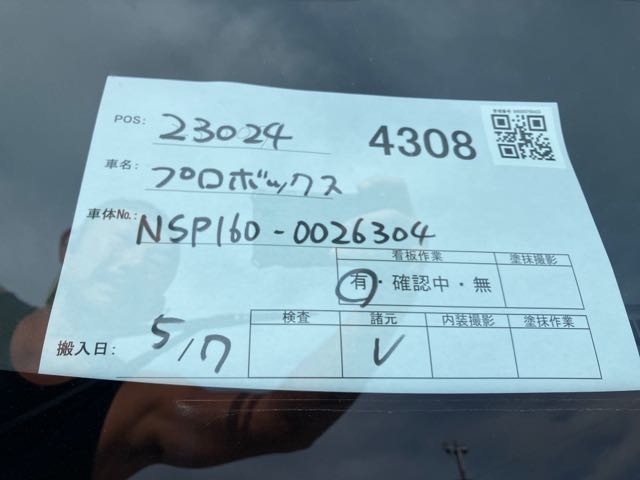 POS: 23024
4308
車名: プロボックス
車体No.: NSP160-0026304
看板作業 塗抹撮影
有・確認中・無
検査 諸元 内装撮影 塗抹作業
搬入日: 5/17 V